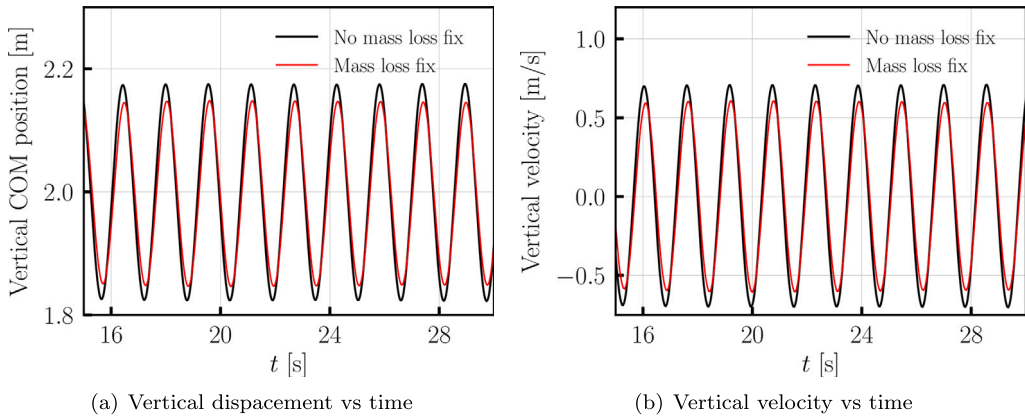 Vertical COM position [m]
2.2
2.0
1.8
No mass loss fix
Mass loss fix
16 20 24 28
t [s]
(a) Vertical dispacement vs time
Vertical velocity [m/s]
1.0
0.5
0.0
−0.5
No mass loss fix
Mass loss fix
16 20 24 28
t [s]
(b) Vertical velocity vs time